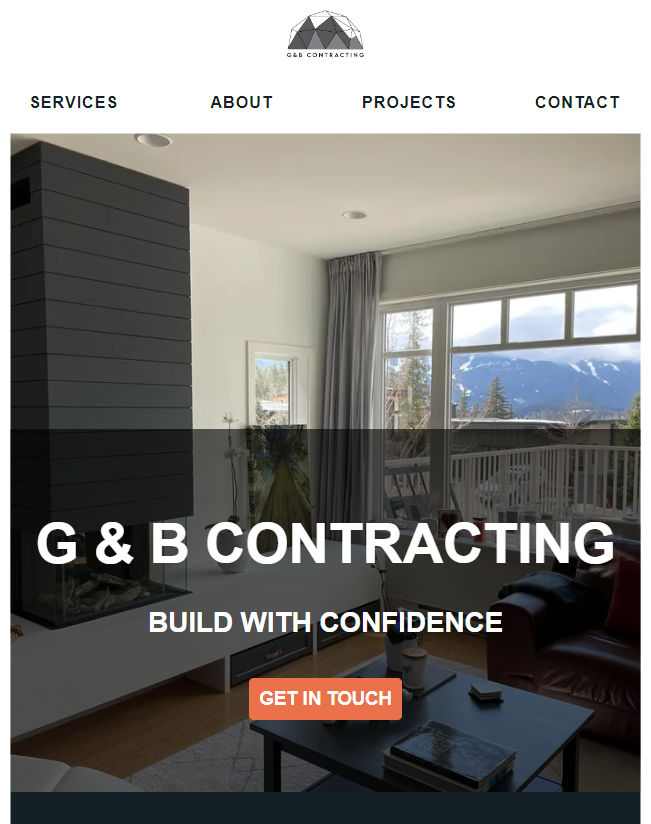 G&B CONTRACTING
SERVICES ABOUT PROJECTS CONTACT
G & B CONTRACTING
BUILD WITH CONFIDENCE
GET IN TOUCH